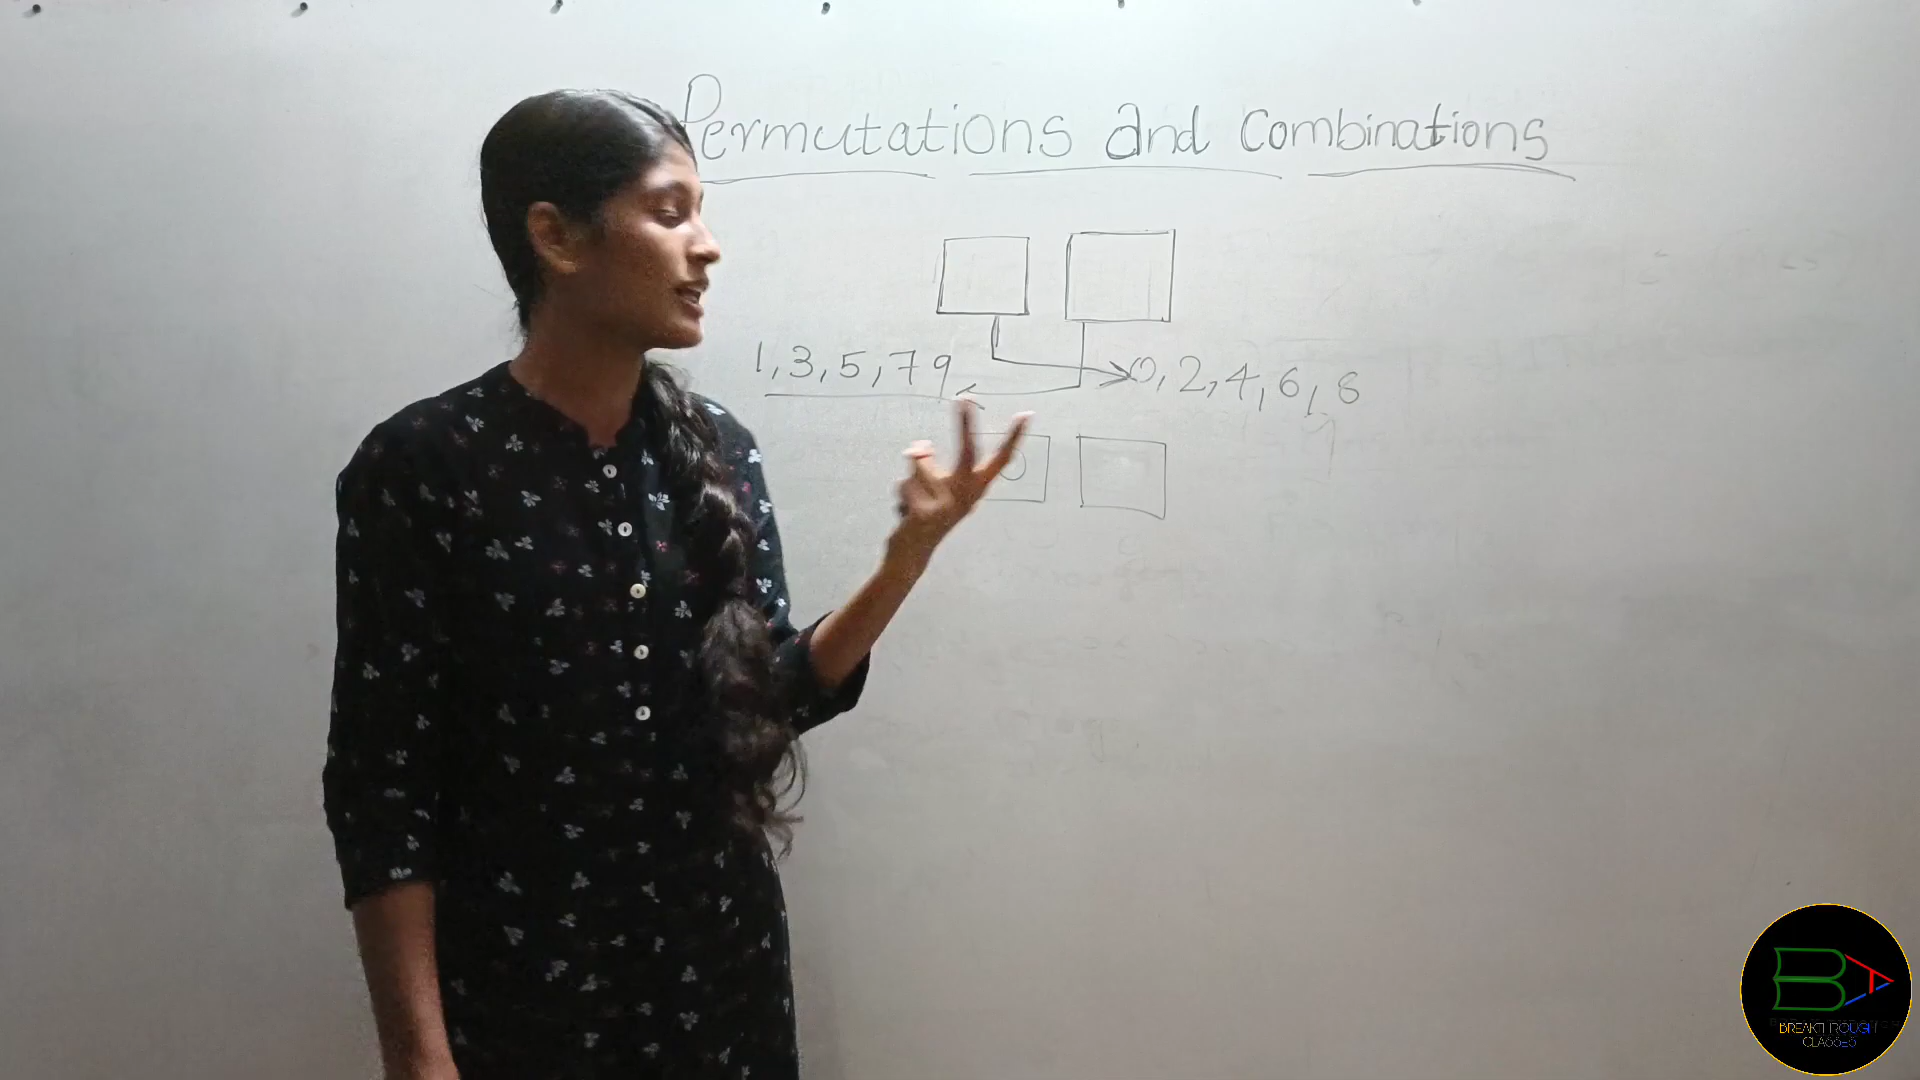 Permutations and Combinations
1, 3, 5, 7 9
0, 2, 4, 6, 8
BREAKTHROUGH
CLASSES